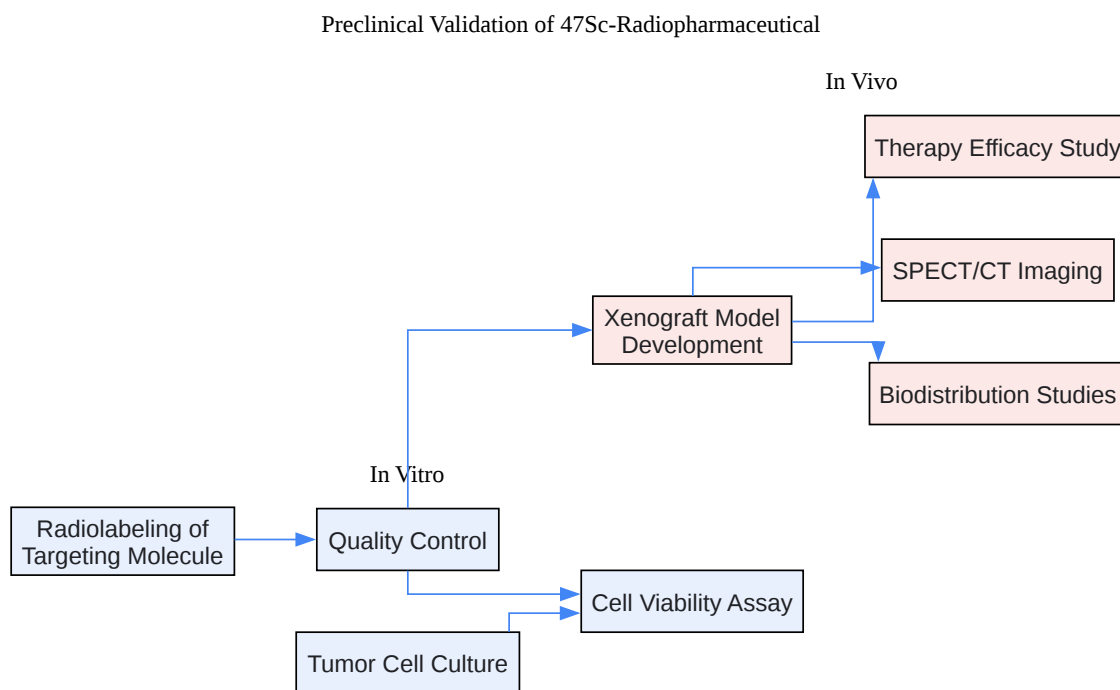 Preclinical Validation of 47Sc-Radiopharmaceutical
In Vivo
Therapy Efficacy Study
SPECT/CT Imaging
Xenograft Model
Development
Biodistribution Studies
In Vitro
Radiolabeling of
Targeting Molecule
Quality Control
Cell Viability Assay
Tumor Cell Culture